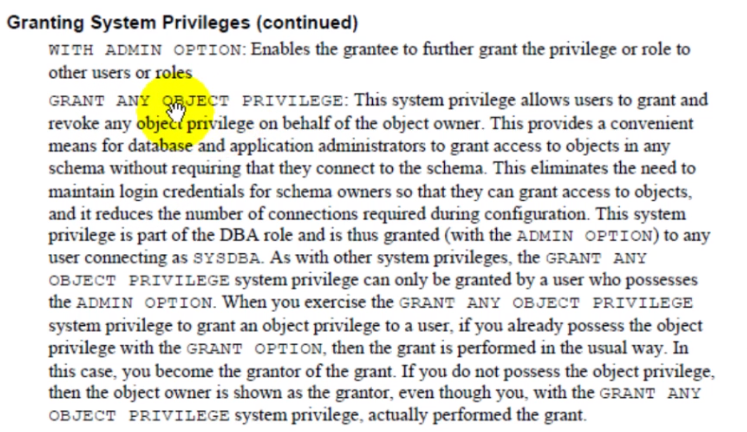 Granting System Privileges (continued)
WITH ADMIN OPTION: Enables the grantee to further grant the privilege or role to
other users or roles
GRANT ANY OBJECT PRIVILEGE: This system privilege allows users to grant and
revoke any object privilege on behalf of the object owner. This provides a convenient
means for database and application administrators to grant access to objects in any
schema without requiring that they connect to the schema. This eliminates the need to
maintain login credentials for schema owners so that they can grant access to objects,
and it reduces the number of connections required during configuration. This system
privilege is part of the DBA role and is thus granted (with the ADMIN OPTION) to any
user connecting as SYSDBA. As with other system privileges, the GRANT ANY
OBJECT PRIVILEGE system privilege can only be granted by a user who possesses
the ADMIN OPTION. When you exercise the GRANT ANY OBJECT PRIVILEGE
system privilege to grant an object privilege to a user, if you already possess the object
privilege with the GRANT OPTION, then the grant is performed in the usual way. In
this case, you become the grantor of the grant. If you do not possess the object privilege,
then the object owner is shown as the grantor, even though you, with the GRANT ANY
OBJECT PRIVILEGE system privilege, actually performed the grant.